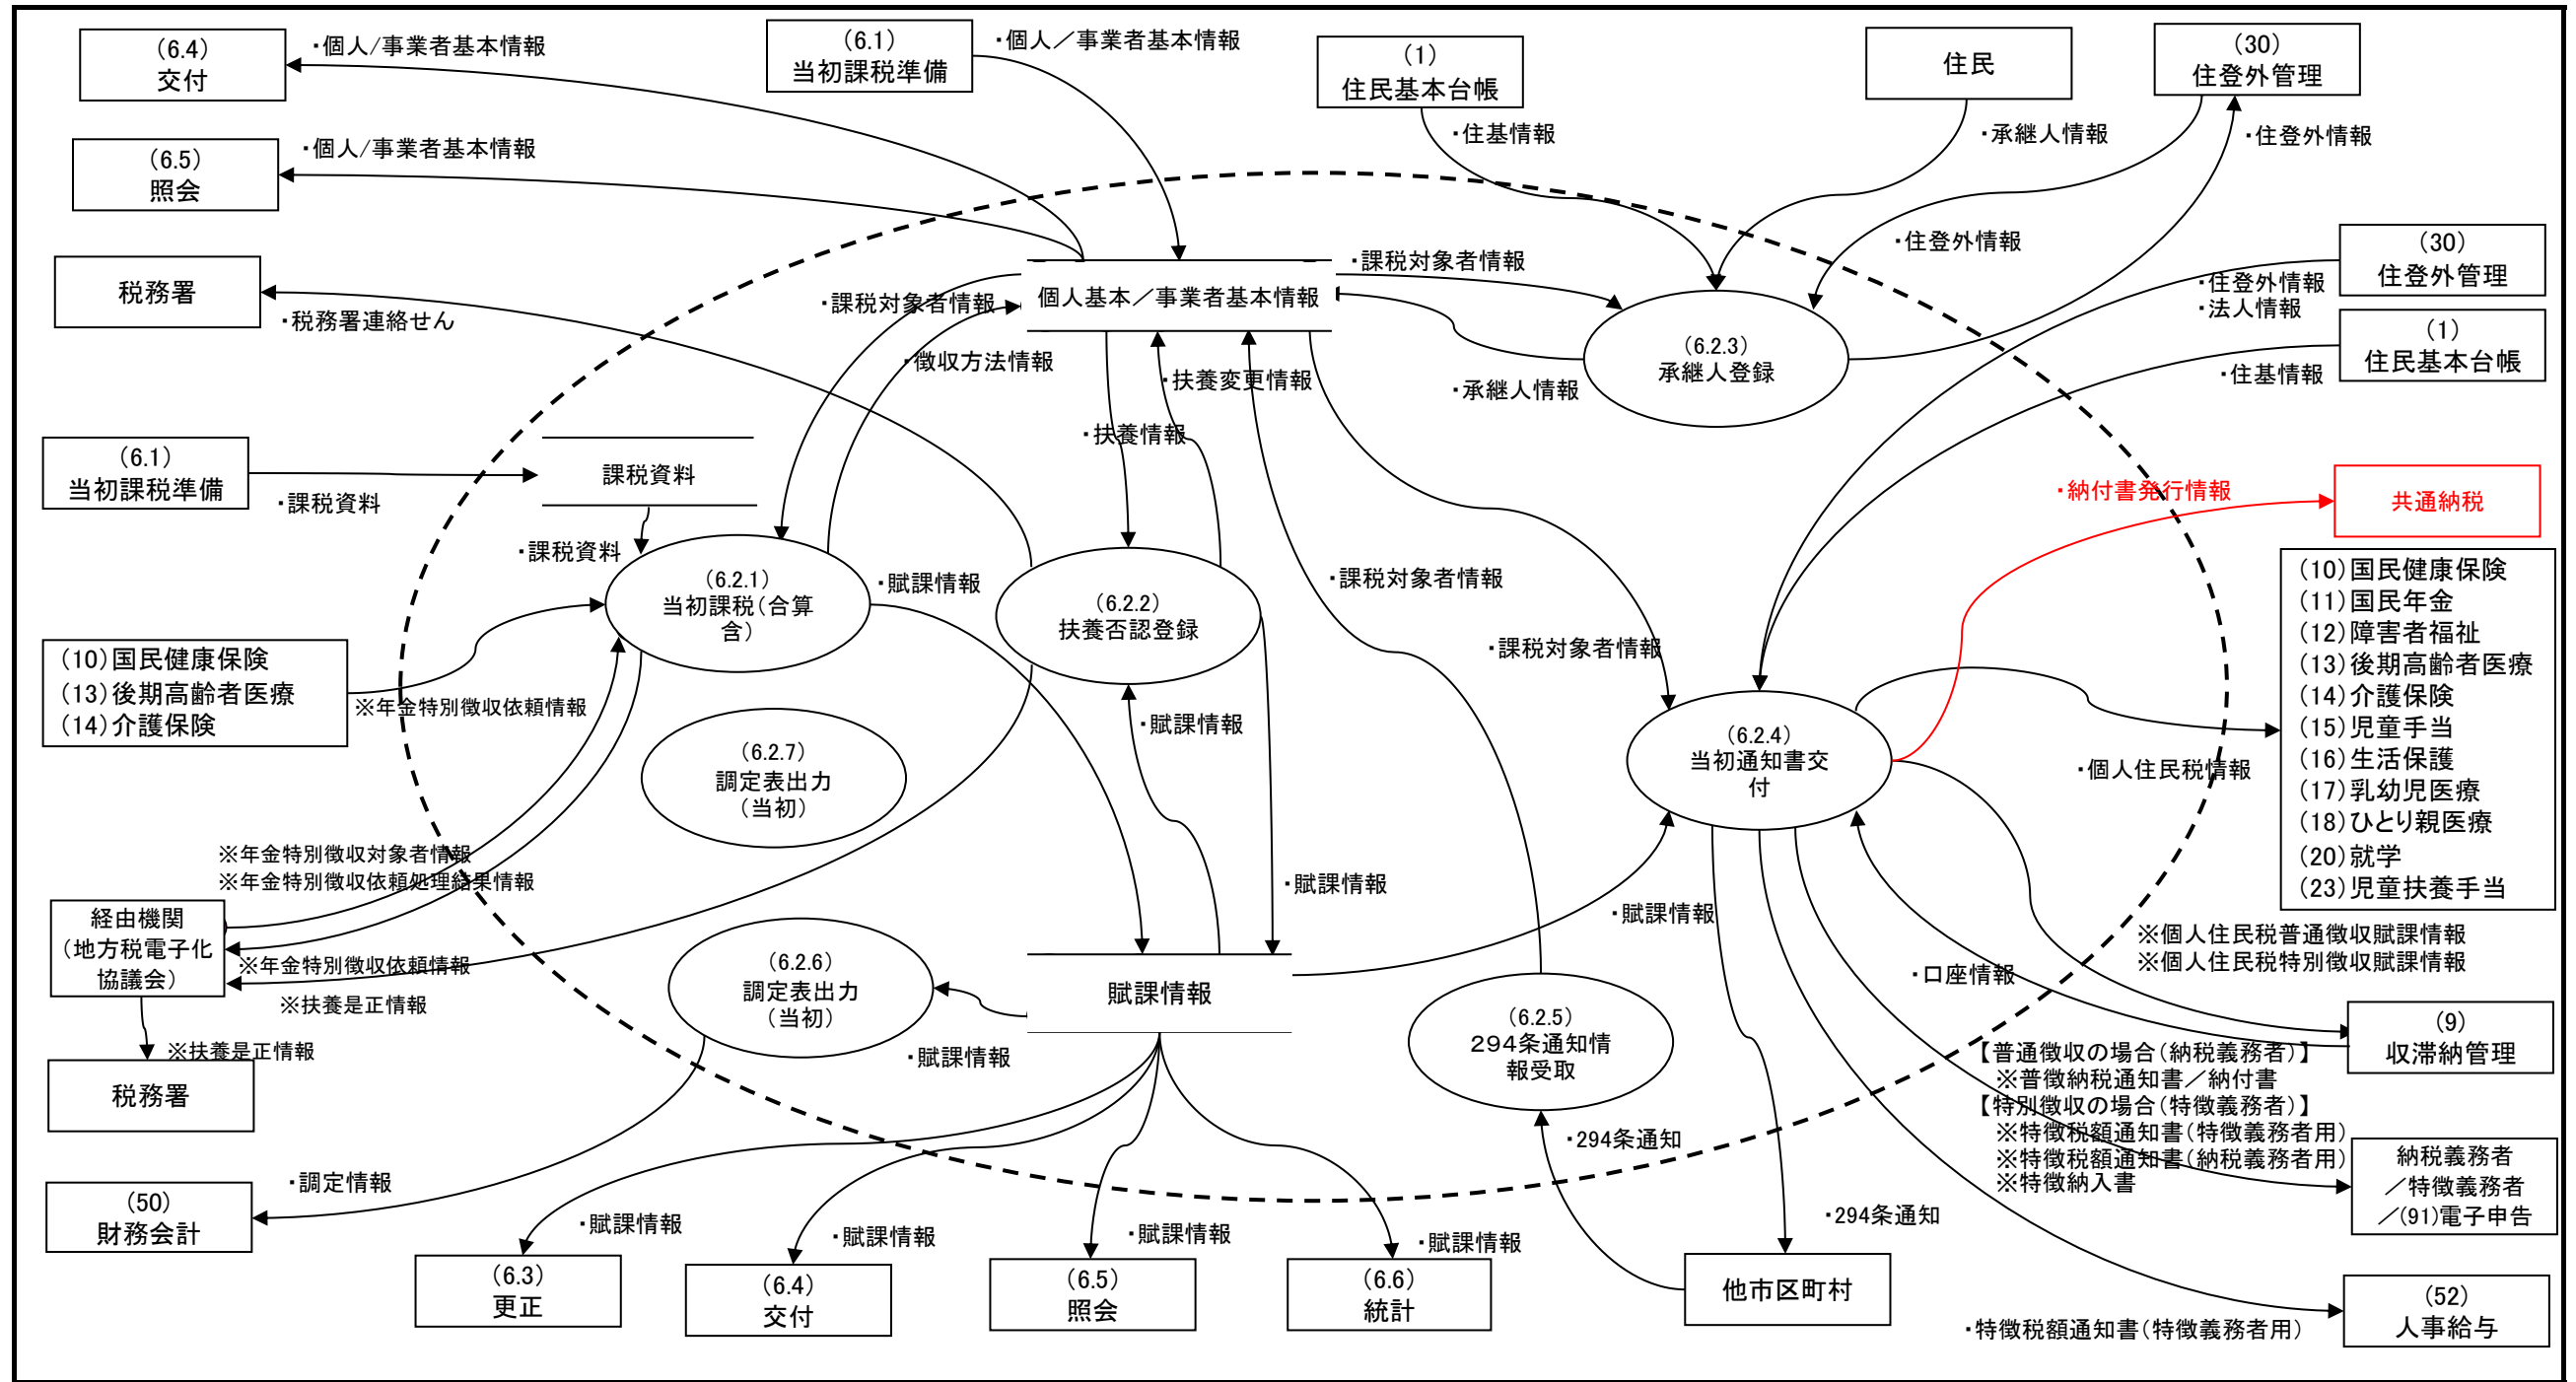 （6.4）
交付
・個人/事業者基本情報
（6.1）
当初課税準備
・個人／事業者基本情報
（1）
住民基本台帳
・住基情報
住民
・承継人情報
（30）
住登外管理
・住登外情報
（6.5）
照会
・個人/事業者基本情報
税務署
・税務署連絡せん
・課税対象者情報
個人基本／事業者基本情報
・課税対象者情報
・住登外情報
（30）
住登外管理
・住登外情報
・法人情報
（1）
住民基本台帳
・住基情報
（6.2.3）
承継人登録
・承継人情報
・徴収方法情報
・扶養変更情報
・扶養情報
（6.1）
当初課税準備
・課税資料
課税資料
・課税資料
・納付書発行情報
共通納税
（6.2.1）
当初課税（合算
含）
・賦課情報
（6.2.2）
扶養否認登録
・課税対象者情報
・課税対象者情報
（10）国民健康保険
（13）後期高齢者医療
（14）介護保険
※年金特別徴収依頼情報
（10）国民健康保険
（11）国民年金
（12）障害者福祉
（13）後期高齢者医療
（14）介護保険
（15）児童手当
（16）生活保護
（17）乳幼児医療
（18）ひとり親医療
（20）就学
（23）児童扶養手当
（6.2.7）
調定表出力
（当初）
・賦課情報
（6.2.4）
当初通知書交
付
・個人住民税情報
※年金特別徴収対象者情報
※年金特別徴収依頼処理結果情報
・賦課情報
・賦課情報
経由機関
（地方税電子化
協議会）
※年金特別徴収依頼情報
※扶養是正情報
※扶養是正情報
税務署
（6.2.6）
調定表出力
（当初）
賦課情報
・賦課情報
（6.2.5）
294条通知情
報受取
・口座情報
※個人住民税普通徴収賦課情報
※個人住民税特別徴収賦課情報
（9）
収滞納管理
【普通徴収の場合（納税義務者）】
※普徴納税通知書／納付書
【特別徴収の場合（特徴義務者）】
※特徴税額通知書（特徴義務者用）
※特徴税額通知書（納税義務者用）
※特徴納入書
納税義務者
／特徴義務者
／(91)電子申告
・294条通知
（50）
財務会計
・調定情報
・賦課情報
（6.3）
更正
・賦課情報
（6.4）
交付
・賦課情報
（6.5）
照会
・賦課情報
（6.6）
統計
・294条通知
他市区町村
・特徴税額通知書（特徴義務者用）
（52）
人事給与